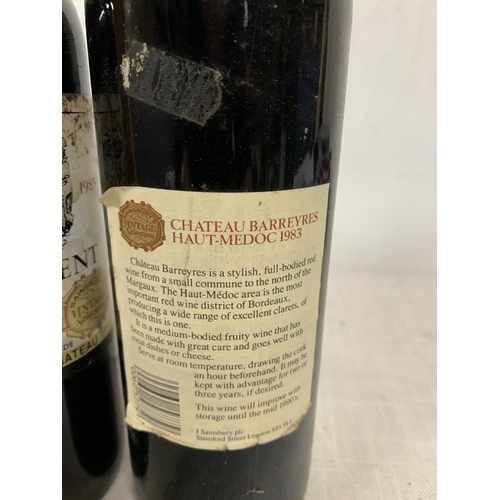 VINTAGE
Selection
CHATEAU BARREYRES
HAUT-MEDOC 1983
Château Barreyres is a stylish, full-bodied red
wine from a small commune to the north of the
Margaux. The Haut-Médoc area is the most
important red wine district of Bordeaux,
producing a wide range of excellent clarets, of
which this is one.
It is a medium-bodied fruity wine that has
been made with great care and goes well with
meat dishes or cheese.
Serve at room temperature, drawing the cork
an hour beforehand. It may be
kept with advantage for two or
three years, if desired.
This wine will improve with
storage until the mid 1990's.
J Sainsbury plc
Stamford Street London SE1 9LL
198
ENT
DE
CHATEAU